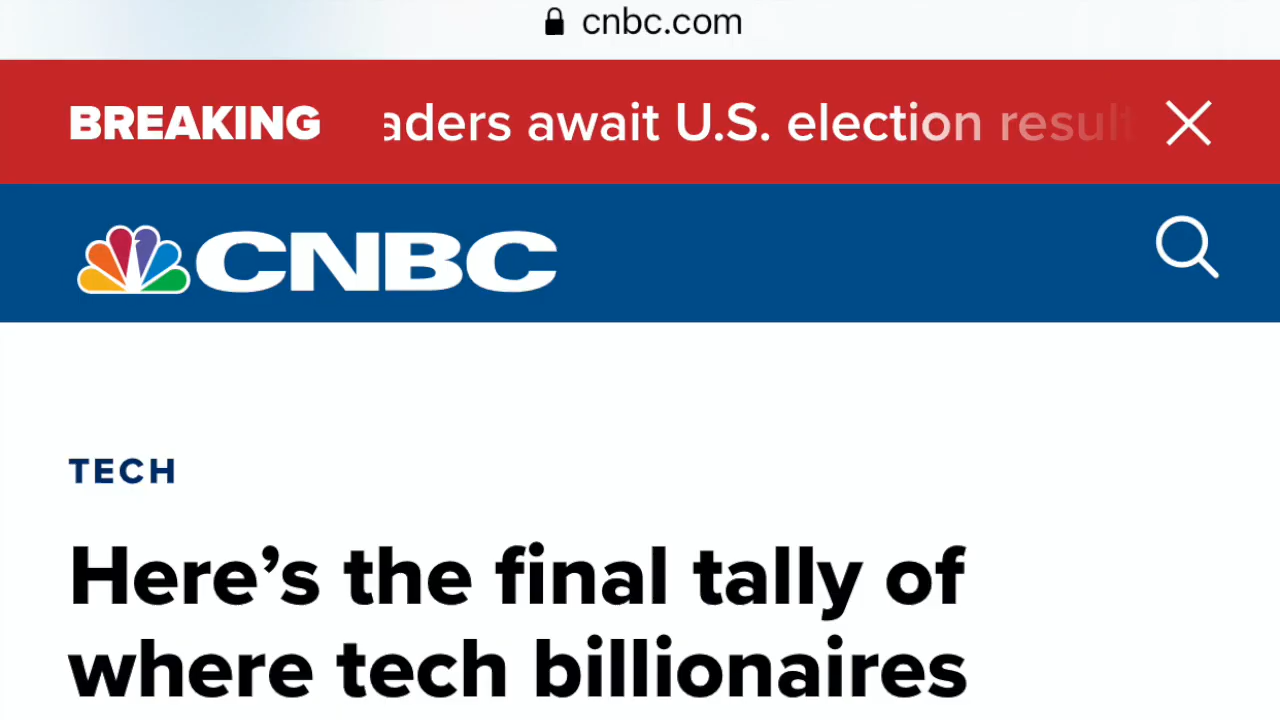 cnbc.com
BREAKING aders await U.S. election result
CNBC
TECH
Here’s the final tally of
where tech billionaires